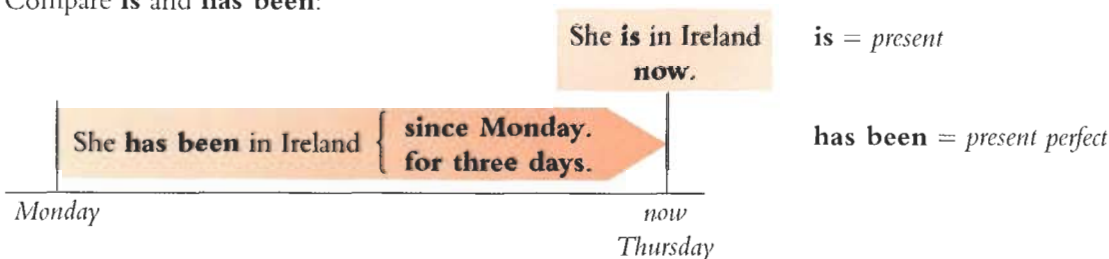 Compare is and has been:
She is in Ireland
now.
is = present
She has been in Ireland { since Monday.
for three days.
has been = present perfect
Monday
now
Thursday